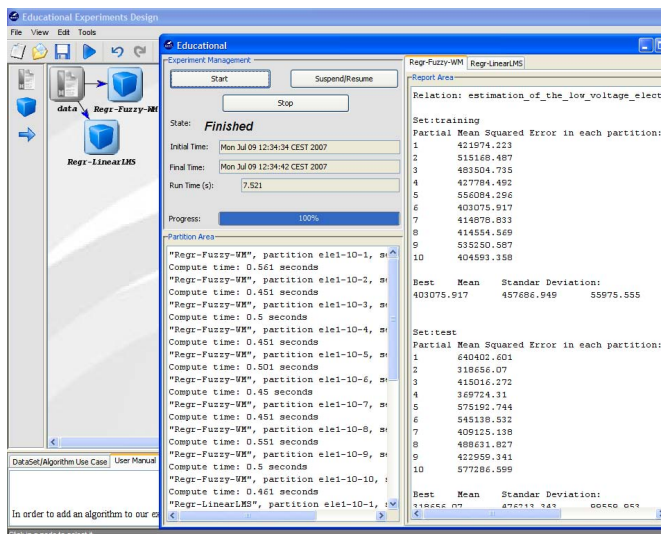 Educational Experiments Design
File View Edit Tools
data
Regr-Fuzzy-WM
Regr-LinearLMS
DataSet/Algorithm Use Case User Manual
In order to add an algorithm to our
Educational
Experiment Management
Start Suspend/Resume
Stop
State: Finished
Initial Time: Mon Jul 09 12:34:34 CEST 2007
Final Time: Mon Jul 09 12:34:42 CEST 2007
Run Time (s): 7.521
Progress: 100%
Partition Area
"Regr-Fuzzy-WM", partition ele1-10-1,
Compute time: 0.561 seconds
"Regr-Fuzzy-WM", partition ele1-10-2,
Compute time: 0.451 seconds
"Regr-Fuzzy-WM", partition ele1-10-3,
Compute time: 0.5 seconds
"Regr-Fuzzy-WM", partition ele1-10-4,
Compute time: 0.451 seconds
"Regr-Fuzzy-WM", partition ele1-10-5,
Compute time: 0.501 seconds
"Regr-Fuzzy-WM", partition ele1-10-6,
Compute time: 0.45 seconds
"Regr-Fuzzy-WM", partition ele1-10-7,
Compute time: 0.451 seconds
"Regr-Fuzzy-WM", partition ele1-10-8,
Compute time: 0.551 seconds
"Regr-Fuzzy-WM", partition ele1-10-9,
Compute time: 0.5 seconds
"Regr-Fuzzy-WM", partition ele1-10-10,
Compute time: 0.461 seconds
"Regr-LinearLMS", partition ele1-10-1,
Regr-Fuzzy-WM Regr-LinearLMS
Report Area
Relation: estimation_of_the_low_voltage_elect
Set:training
Partial Mean Squared Error in each partition:
1 421974.223
2 515168.487
3 483504.735
4 427784.492
5 556084.296
6 403075.917
7 414878.833
8 414554.569
9 535250.587
10 404593.358
Best Mean Standar Deviation:
403075.917 457686.949 55975.555
Set:test
Partial Mean Squared Error in each partition:
1 640402.601
2 318656.07
3 415016.272
4 369724.31
5 575192.744
6 545138.532
7 409125.138
8 488631.827
9 422959.341
10 577286.599
Best Mean Standar Deviation:
318656.07 476213.343 99559.953